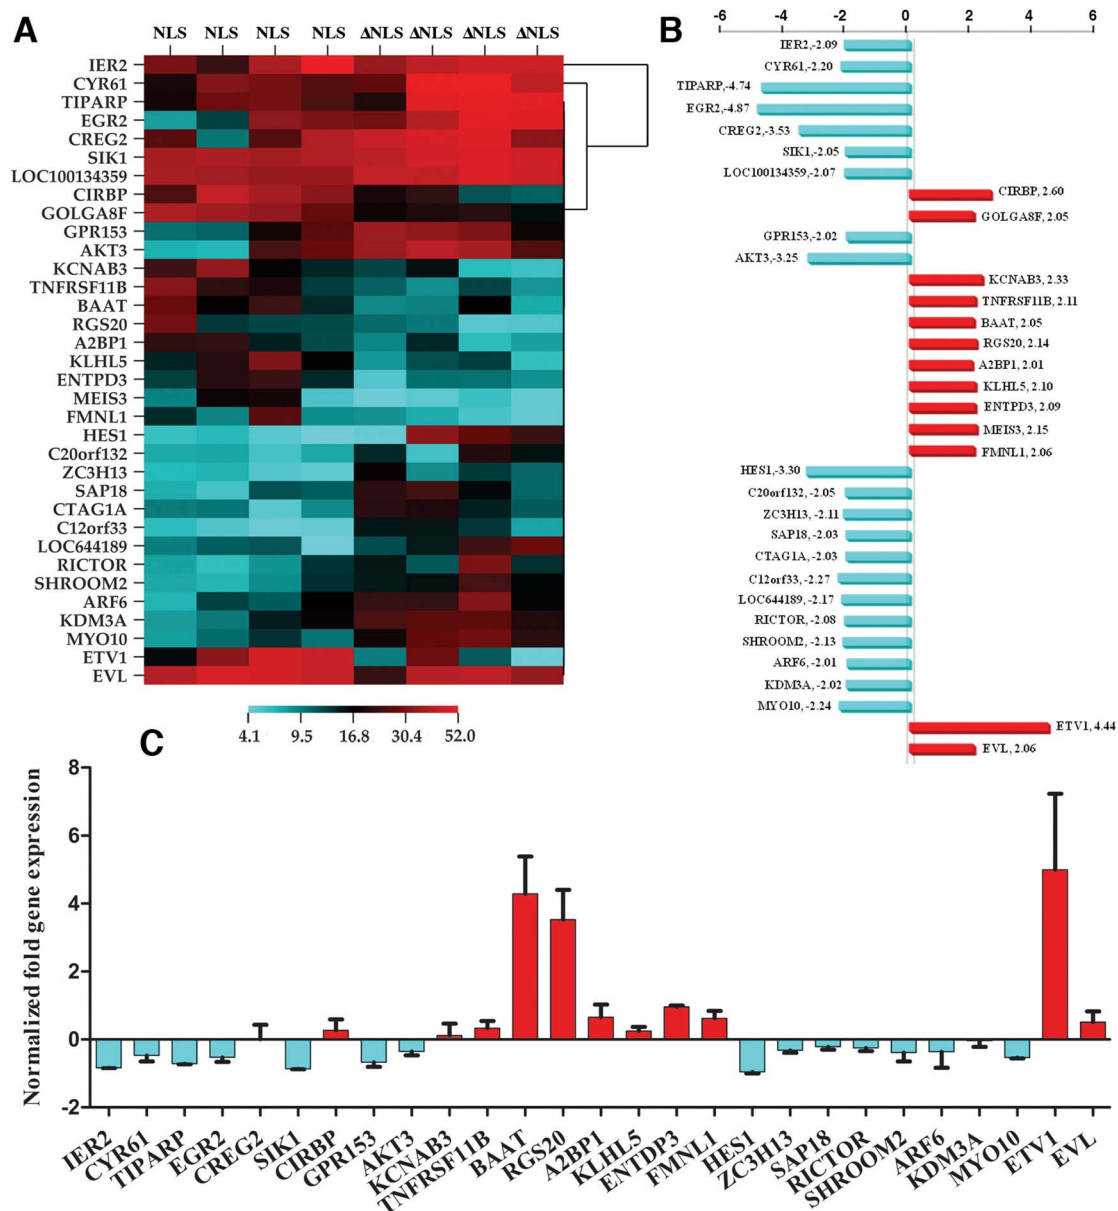 A
NLS NLS NLS NLS ΔNLS ΔNLS ΔNLS ΔNLS
IER2
CYR61
TIPARP
EGR2
CREG2
SIK1
LOC100134359
CIRBP
GOLGA8F
GPR153
AKT3
KCNAB3
TNFRSF11B
BAAT
RGS20
A2BP1
KLHL5
ENTPD3
MEIS3
FMNL1
HES1
C20orf132
ZC3H13
SAP18
CTAG1A
C12orf33
LOC644189
RICTOR
SHROOM2
ARF6
KDM3A
MYO10
ETV1
EVL
4.1 9.5 16.8 30.4 52.0
B
-6 -4 -2 0 2 4 6
IER2,-2.09
CYR61, -2.20
TIPARP,-4.74
EGR2,-4.87
CREG2,-3.53
SIK1,-2.05
LOC100134359,-2.07
CIRBP, 2.60
GOLGA8F, 2.05
GPR153,-2.02
AKT3,-3.25
KCNAB3, 2.33
TNFRSF11B, 2.11
BAAT, 2.05
RGS20, 2.14
A2BP1, 2.01
KLHL5, 2.10
ENTPD3, 2.09
MEIS3, 2.15
FMNL1, 2.06
HES1,-3.30
C20orf132, -2.05
ZC3H13, -2.11
SAP18, -2.03
CTAG1A, -2.03
C12orf33, -2.27
LOC644189, -2.17
RICTOR, -2.08
SHROOM2, -2.13
ARF6, -2.01
KDM3A, -2.02
MYO10, -2.24
ETV1, 4.44
EVL, 2.06
C
Normalized fold gene expression
8
6
4
2
0
-2
IER2 CYR61 TIPARP EGR2 CREG2 SIK1 CIRBP GPR153 AKT3 KCNAB3 TNFRSF11B BAAT RGS20 A2BP1 KLHL5 ENTDP3 FMNL1 HES1 ZC3H13 SAP18 RICTOR SHROOM2 ARF6 KDM3A MYO10 ETV1 EVL